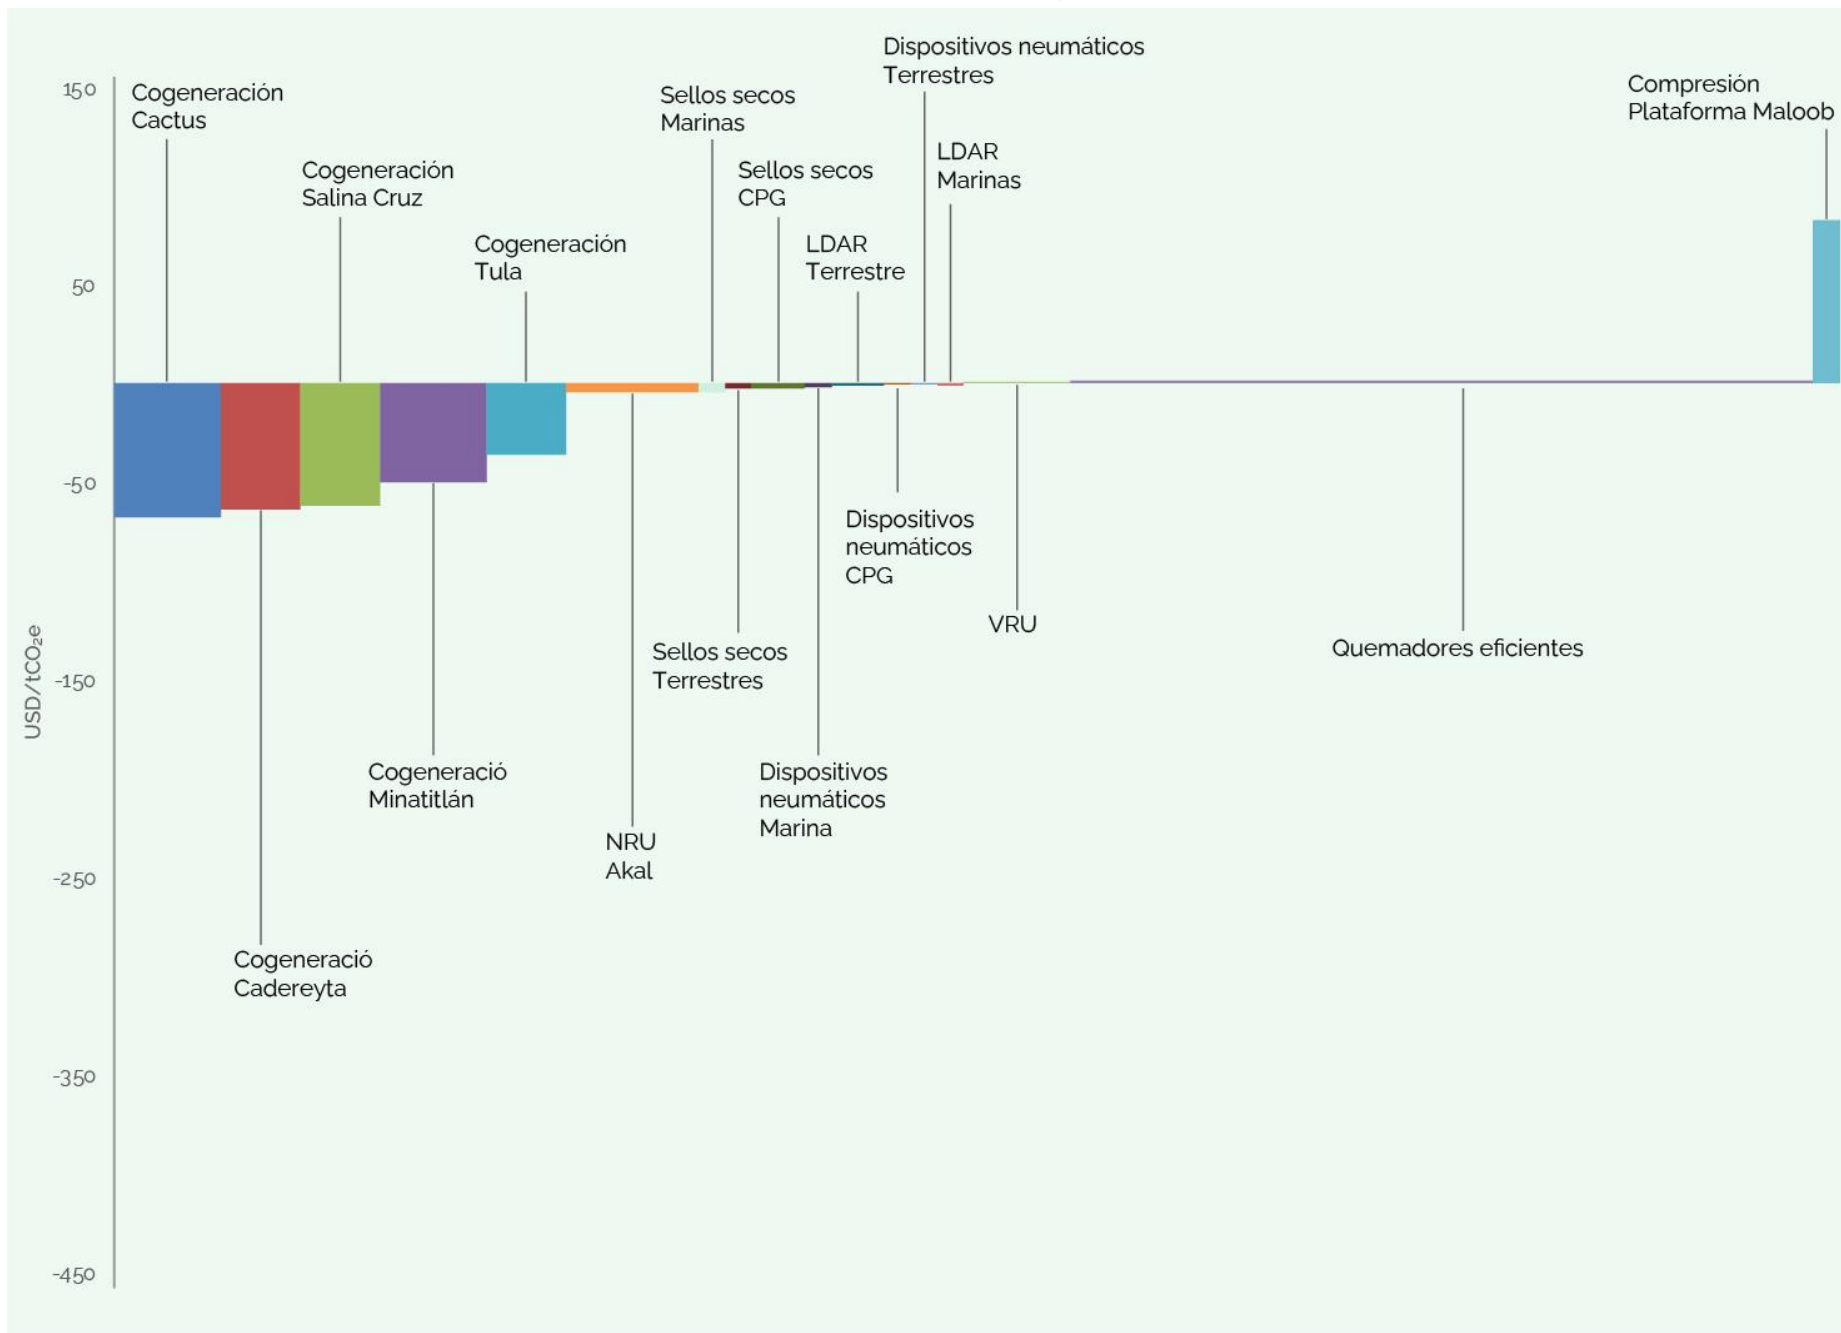 Dispositivos neumáticos
Terrestres
Compresión
Plataforma Maloob
Cogeneración
Cactus
Sellos secos
Marinas
LDAR
Marinas
Cogeneración
Salina Cruz
Sellos secos
CPG
Cogeneración
Tula
LDAR
Terrestre
150
50
-50
-150
-250
-350
-450
USD/tCO₂e
Dispositivos
neumáticos
CPG
VRU
Quemadores eficientes
Sellos secos
Terrestres
Cogeneració
Minatitlán
Dispositivos
neumáticos
Marina
NRU
Akal
Cogeneració
Cadereyta